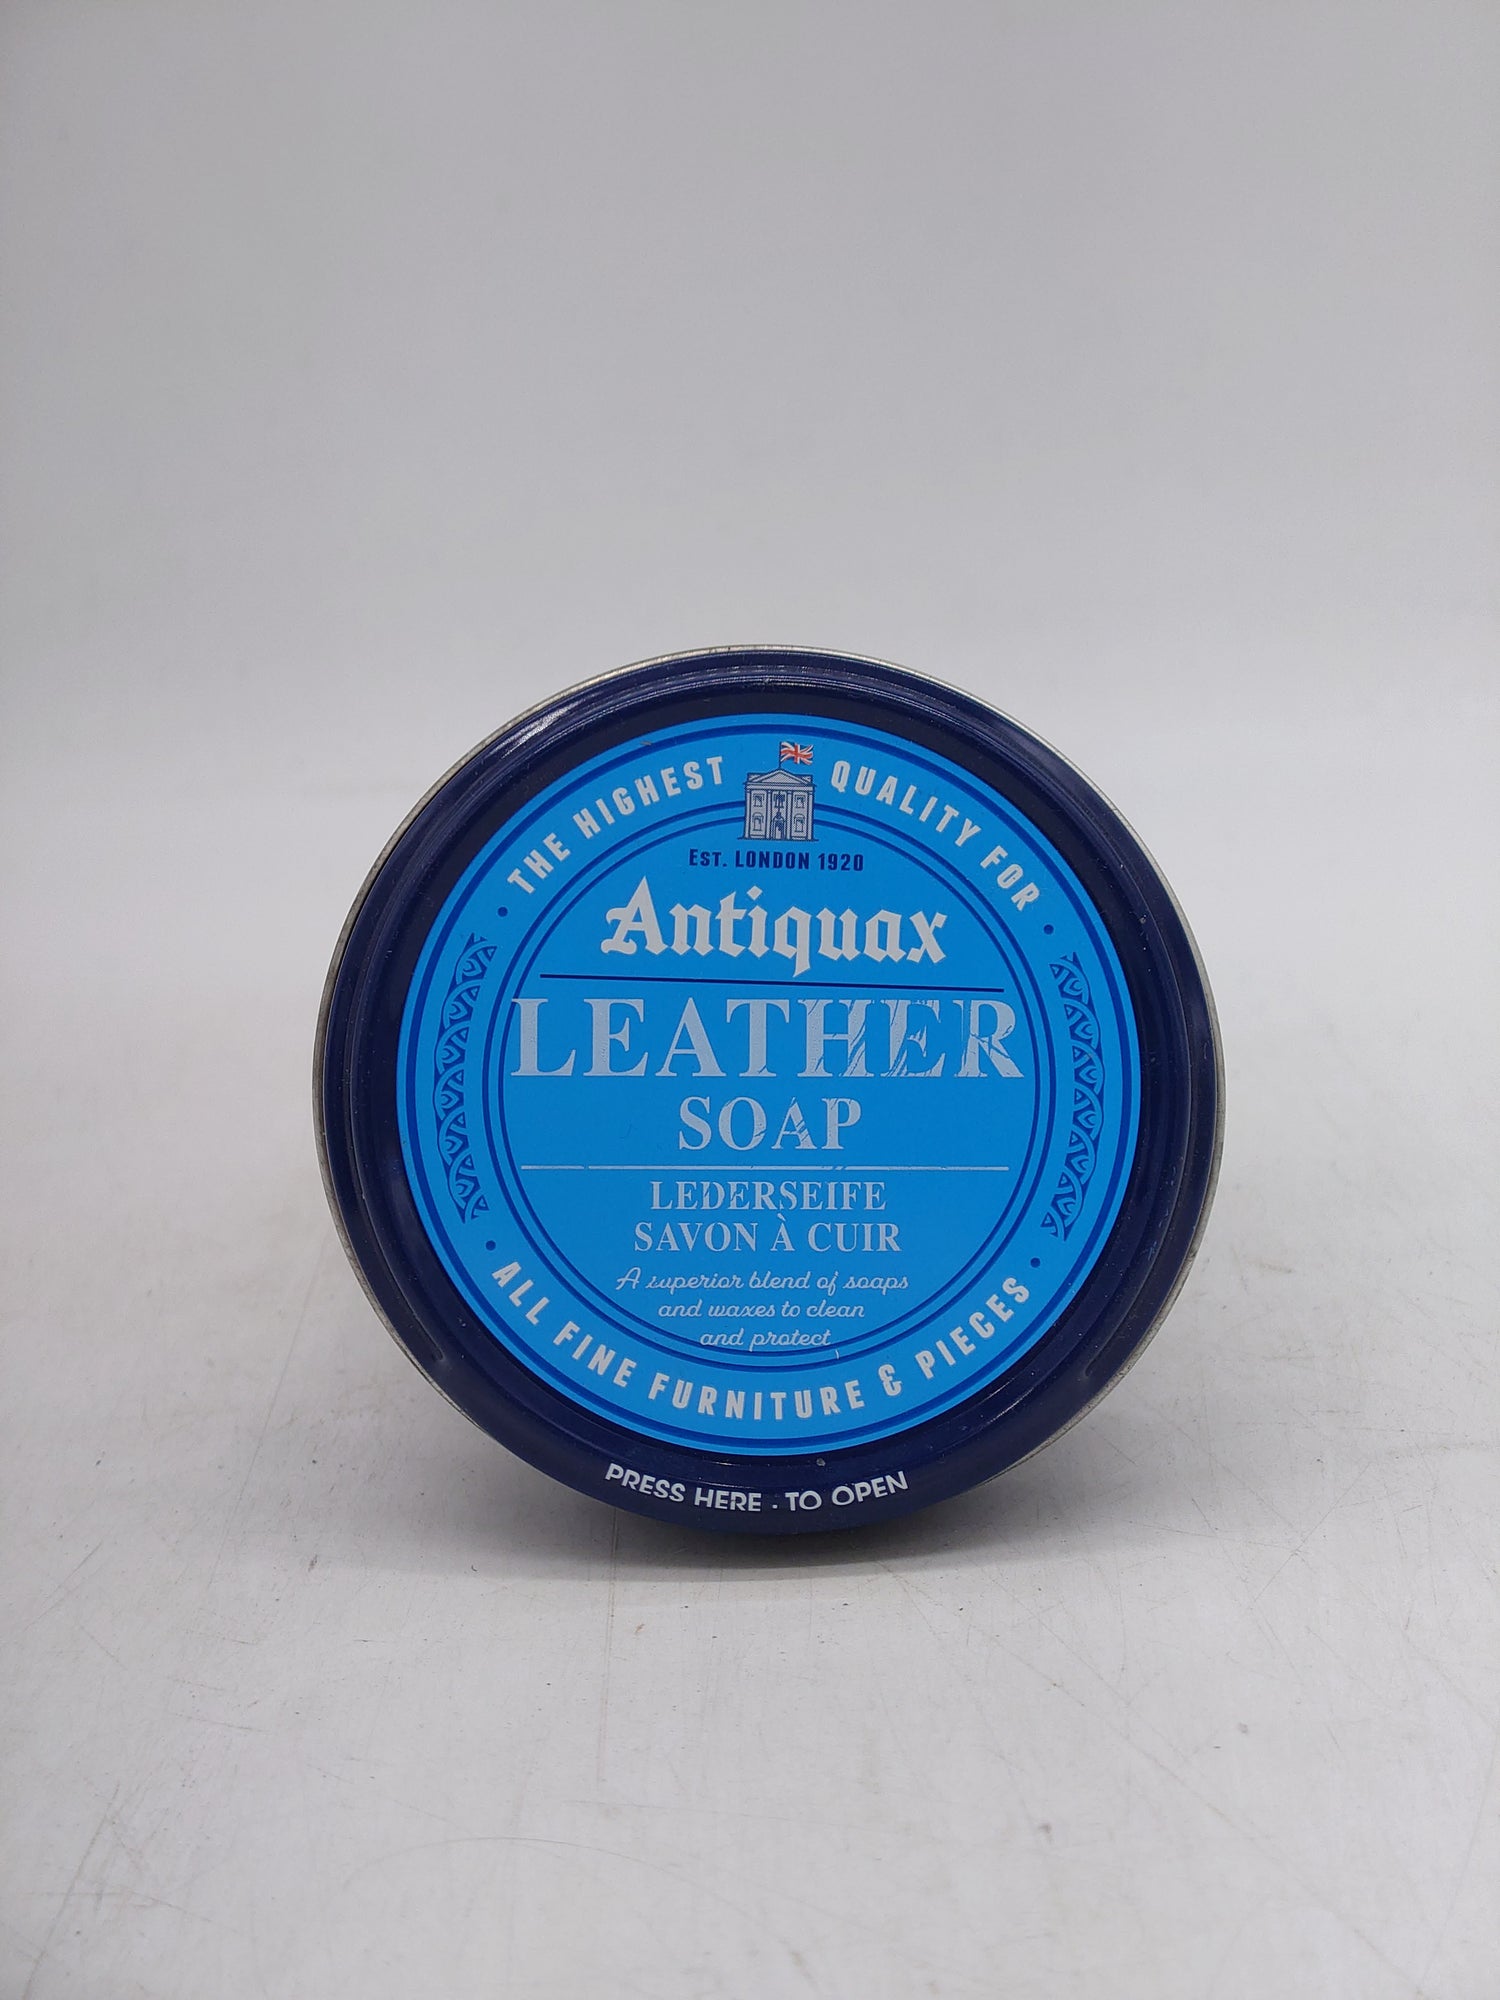 THE HIGHEST QUALITY FOR
Est. LONDON 1920
Antiquax
LEATHER
SOAP
LEDERSEIFE
SAVON À CUIR
A superior blend of soaps
and waxes to clean
and protect
ALL FINE FURNITURE & PIECES
PRESS HERE · TO OPEN